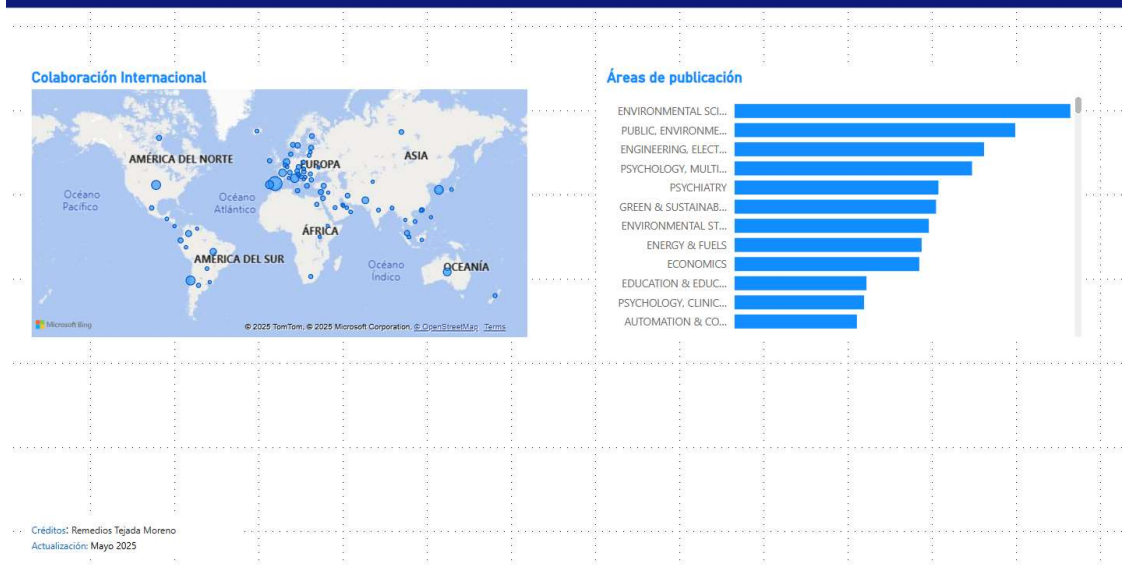 Colaboración Internacional
AMÉRICA DEL NORTE
EUROPA
ASIA
Océano
Pacífico
Océano
Atlántico
ÁFRICA
AMÉRICA DEL SUR
Océano
Índico
OCEANÍA
Microsoft Bing
© 2025 TomTom, © 2025 Microsoft Corporation, © OpenStreetMap Terms
Áreas de publicación
ENVIRONMENTAL SCI...
PUBLIC, ENVIRONME...
ENGINEERING, ELECT...
PSYCHOLOGY, MULTI...
PSYCHIATRY
GREEN & SUSTAINAB...
ENVIRONMENTAL ST...
ENERGY & FUELS
ECONOMICS
EDUCATION & EDUC...
PSYCHOLOGY, CLINIC...
AUTOMATION & CO...
Créditos: Remedios Tejada Moreno
Actualización: Mayo 2025